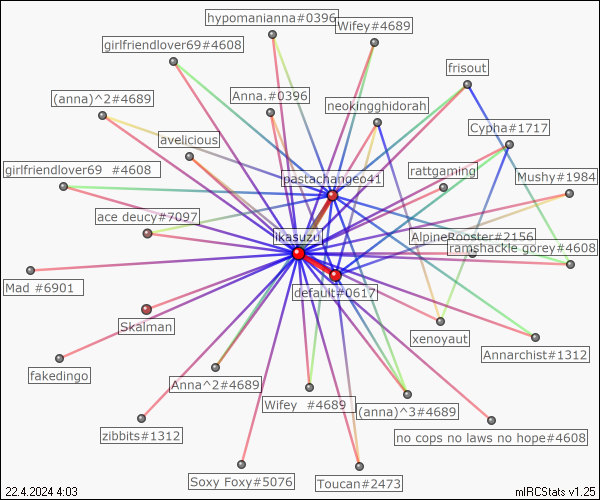 hypomanianna#0396
Wifey#4689
girlfriendlover69#4608
frisout
(anna)^2#4689
Anna.#0396
neokingghidorah
Cypha#1717
avelicious
girlfriendlover69 #4608
pastachangeo41
rattgaming
Mushy#1984
ace deucy#7097
ikasuzu
AlpineRooster#2156
ramshackle gorey#4608
Mad #6901
default#0617
Skalman
xenoyaut
Annarchist#1312
fakedingo
Anna^2#4689
Wifey #4689
(anna)^3#4689
zibbits#1312
no cops no laws no hope#4608
Soxy Foxy#5076
Toucan#2473
22.4.2024 4:03
mIRCStats v1.25